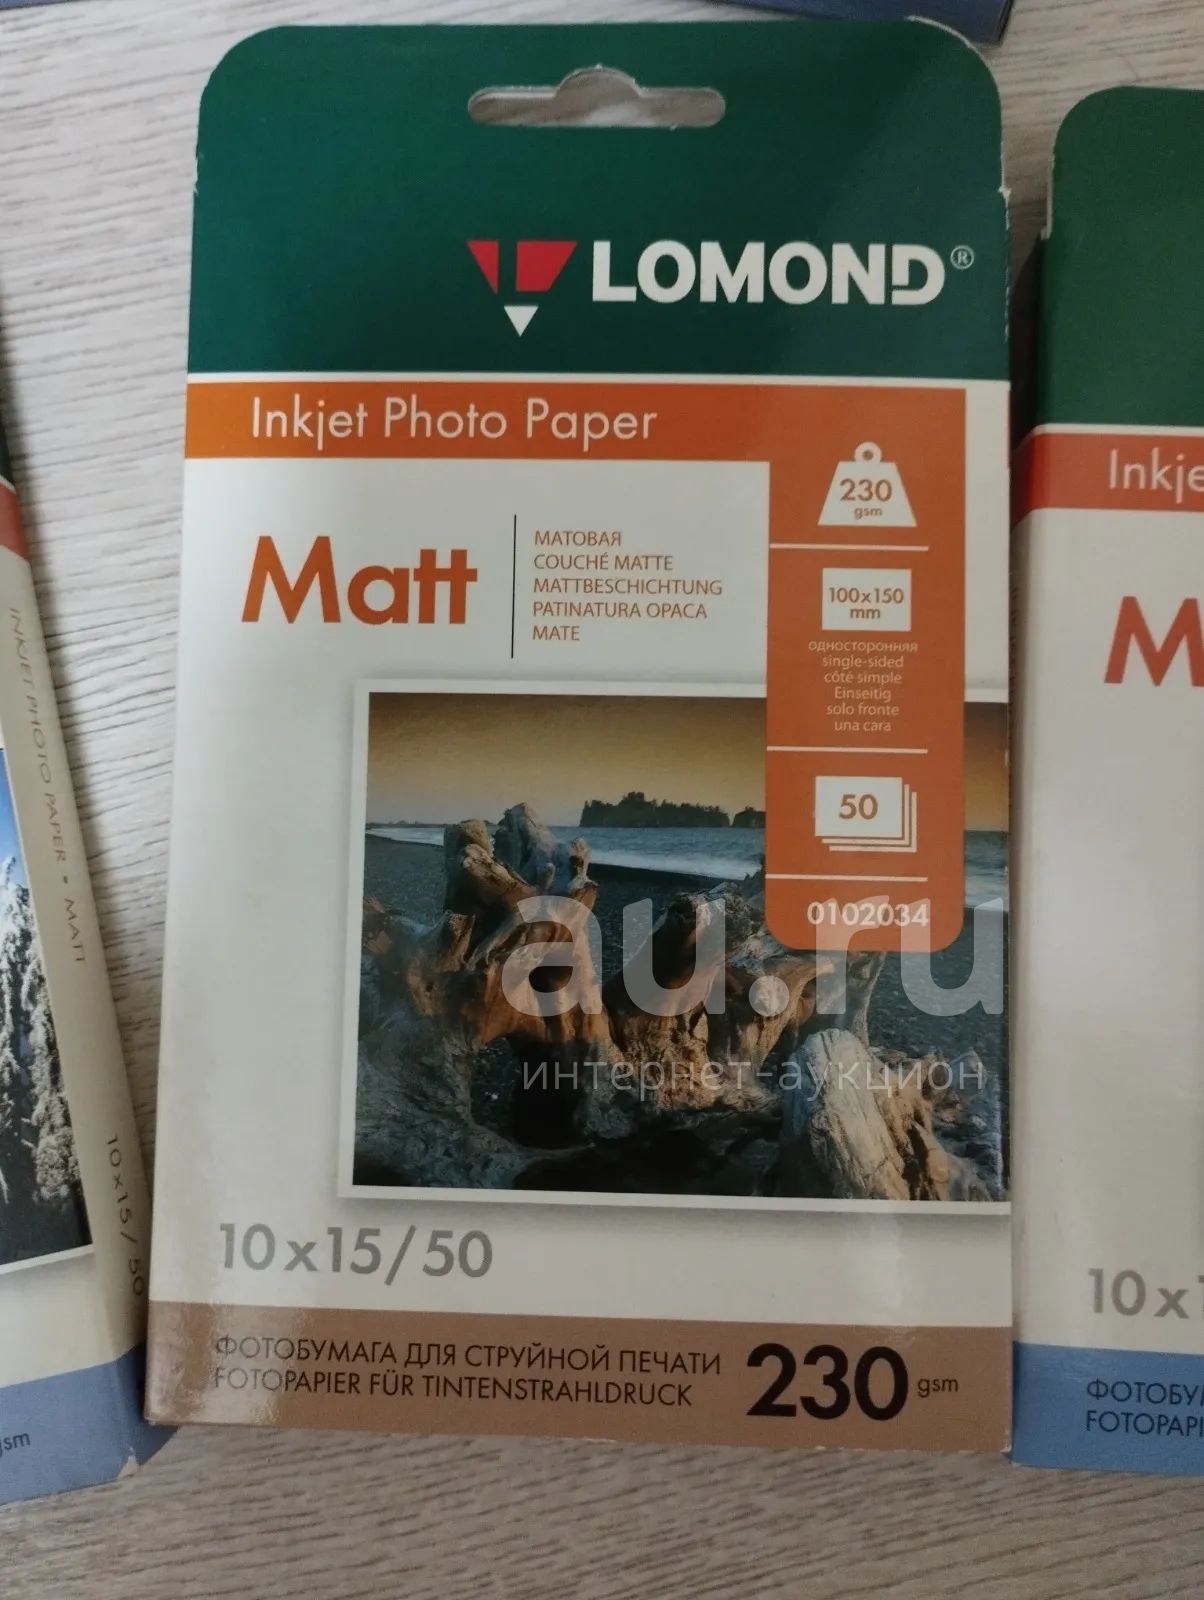 LOMOND®
Inkjet Photo Paper
Matt
МАТОВАЯ
COUCHÉ MATTE
MATTBESCHICHTUNG
PATINATURA OPACA
MATE
230
gsm
100x150
mm
односторонняя
single-sided
côté simple
Einseitig
solo fronte
una cara
50
0102034
au.ru
интернет-аукцион
10x15/50
ФОТОБУМАГА ДЛЯ СТРУЙНОЙ ПЕЧАТИ
FOTOPAPIER FÜR TINTENSTRAHLDRUCK
230 gsm
INKJET PHOTO PAPER • MATT
10x15/50
gsm
Inkje
M
10x1
ФОТОБУ
FOTOPAPI